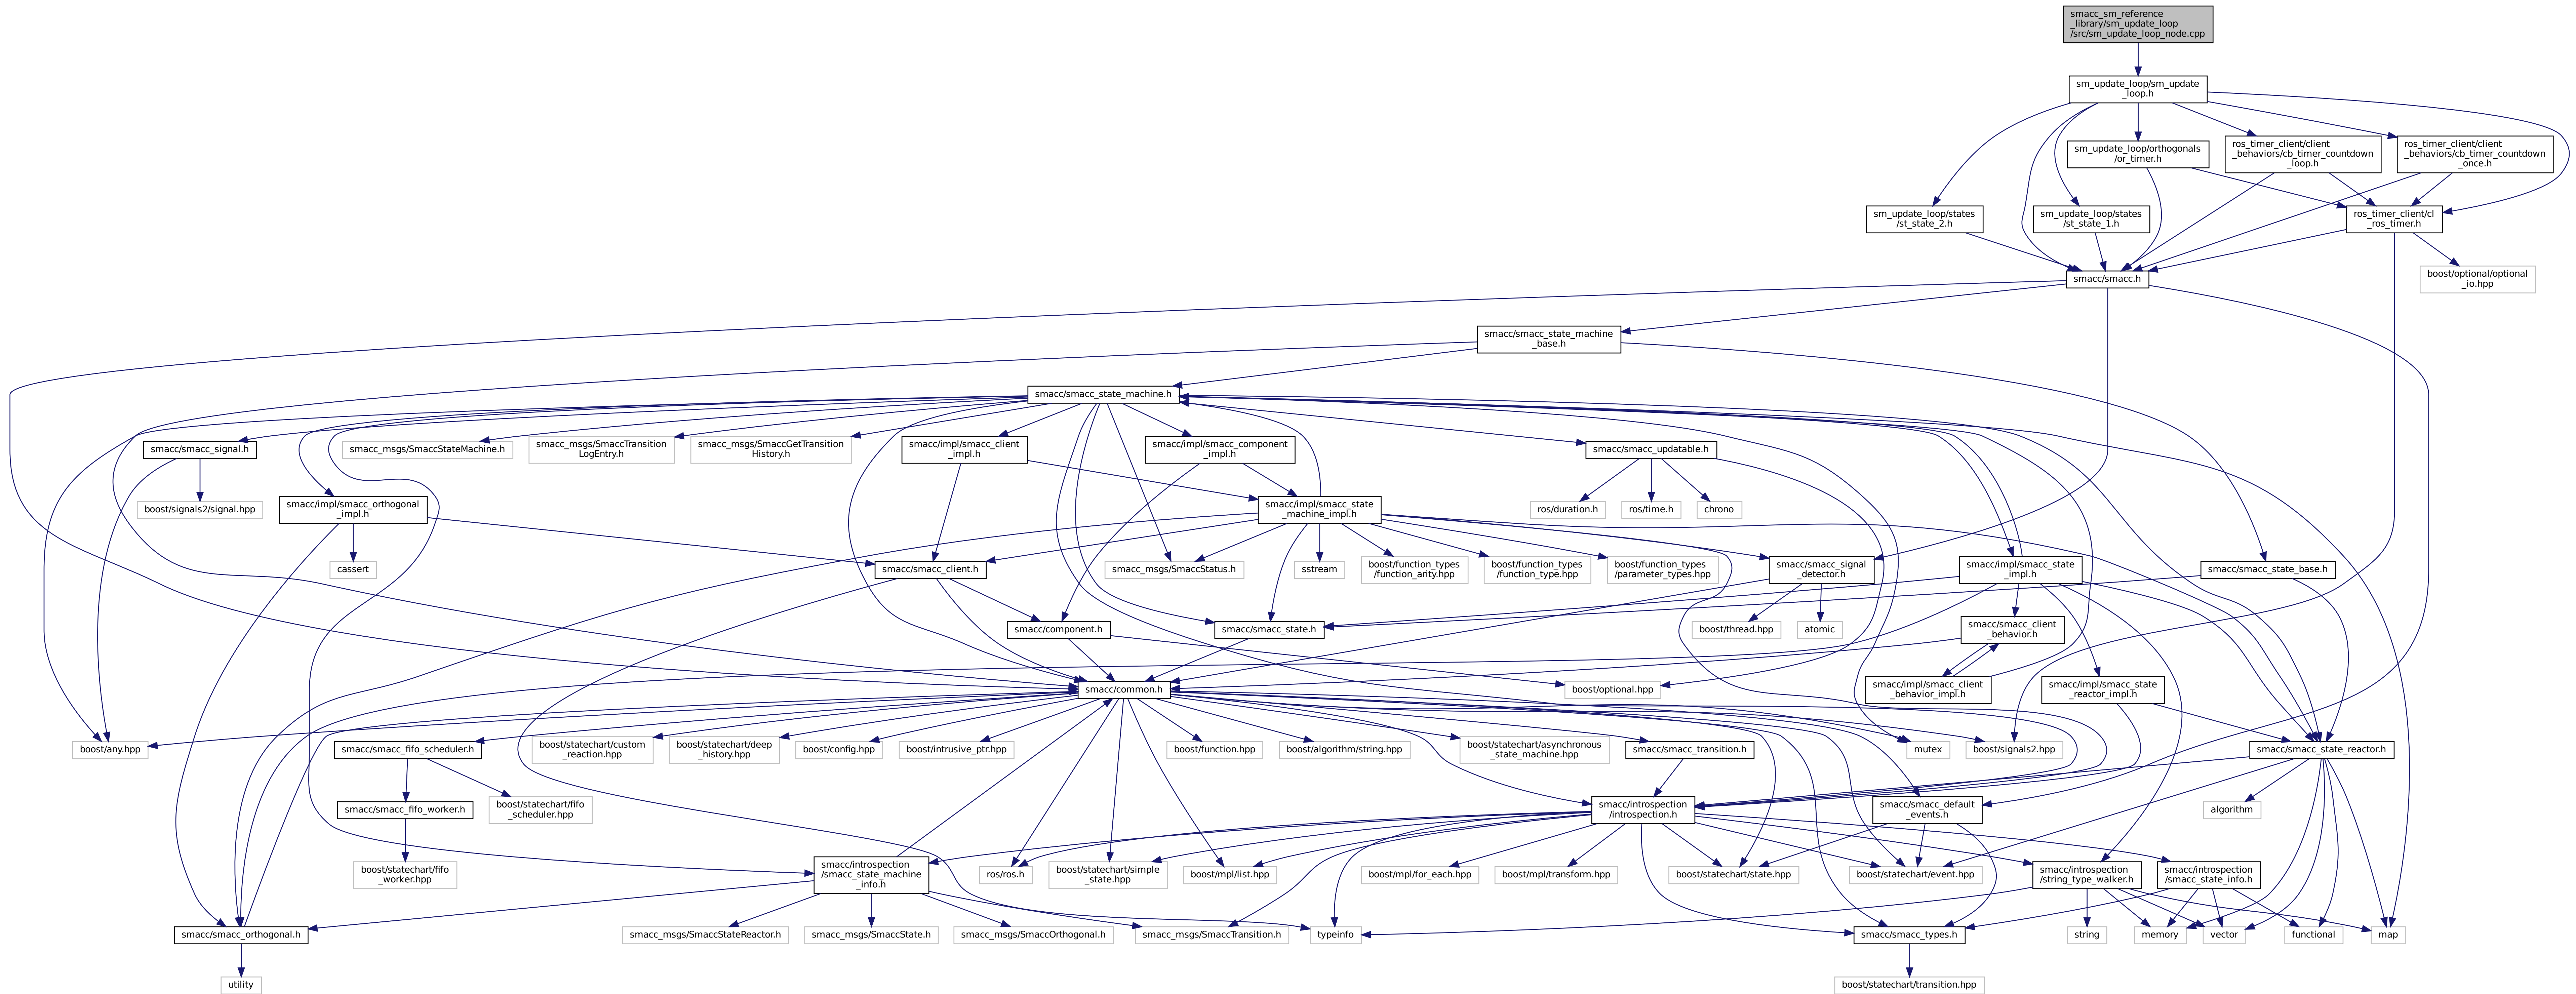 smacc_sm_reference
_library/sm_update_loop
/src/sm_update_loop_node.cpp
sm_update_loop/sm_update
_loop.h
sm_update_loop/orthogonals
/or_timer.h
ros_timer_client/client
_behaviors/cb_timer_countdown
_loop.h
ros_timer_client/client
_behaviors/cb_timer_countdown
_once.h
sm_update_loop/states
/st_state_2.h
sm_update_loop/states
/st_state_1.h
ros_timer_client/cl
_ros_timer.h
smacc/smacc.h
boost/optional/optional
_io.hpp
smacc/smacc_state_machine
_base.h
smacc/smacc_state_machine.h
smacc/smacc_signal.h
smacc_msgs/SmaccStateMachine.h
smacc_msgs/SmaccTransition
LogEntry.h
smacc_msgs/SmaccGetTransition
History.h
smacc/impl/smacc_client
_impl.h
smacc/impl/smacc_component
_impl.h
smacc/smacc_updatable.h
boost/signals2/signal.hpp
smacc/impl/smacc_orthogonal
_impl.h
smacc/impl/smacc_state
_machine_impl.h
ros/duration.h
ros/time.h
chrono
cassert
smacc/smacc_client.h
smacc_msgs/SmaccStatus.h
sstream
boost/function_types
/function_arity.hpp
boost/function_types
/function_type.hpp
boost/function_types
/parameter_types.hpp
smacc/smacc_signal
_detector.h
smacc/impl/smacc_state
_impl.h
smacc/smacc_state_base.h
smacc/component.h
smacc/smacc_state.h
boost/thread.hpp
atomic
smacc/smacc_client
_behavior.h
smacc/common.h
boost/optional.hpp
smacc/impl/smacc_client
_behavior_impl.h
smacc/impl/smacc_state
_reactor_impl.h
boost/any.hpp
smacc/smacc_fifo_scheduler.h
boost/statechart/custom
_reaction.hpp
boost/statechart/deep
_history.hpp
boost/config.hpp
boost/intrusive_ptr.hpp
boost/function.hpp
boost/algorithm/string.hpp
boost/statechart/asynchronous
_state_machine.hpp
smacc/smacc_transition.h
mutex
boost/signals2.hpp
smacc/smacc_state_reactor.h
smacc/smacc_fifo_worker.h
boost/statechart/fifo
_scheduler.hpp
smacc/introspection
/introspection.h
smacc/smacc_default
_events.h
algorithm
boost/statechart/fifo
_worker.hpp
smacc/introspection
/smacc_state_machine
_info.h
ros/ros.h
boost/statechart/simple
_state.hpp
boost/mpl/list.hpp
boost/mpl/for_each.hpp
boost/mpl/transform.hpp
boost/statechart/state.hpp
boost/statechart/event.hpp
smacc/introspection
/string_type_walker.h
smacc/introspection
/smacc_state_info.h
smacc/smacc_orthogonal.h
smacc_msgs/SmaccStateReactor.h
smacc_msgs/SmaccState.h
smacc_msgs/SmaccOrthogonal.h
smacc_msgs/SmaccTransition.h
typeinfo
smacc/smacc_types.h
string
memory
vector
functional
map
utility
boost/statechart/transition.hpp